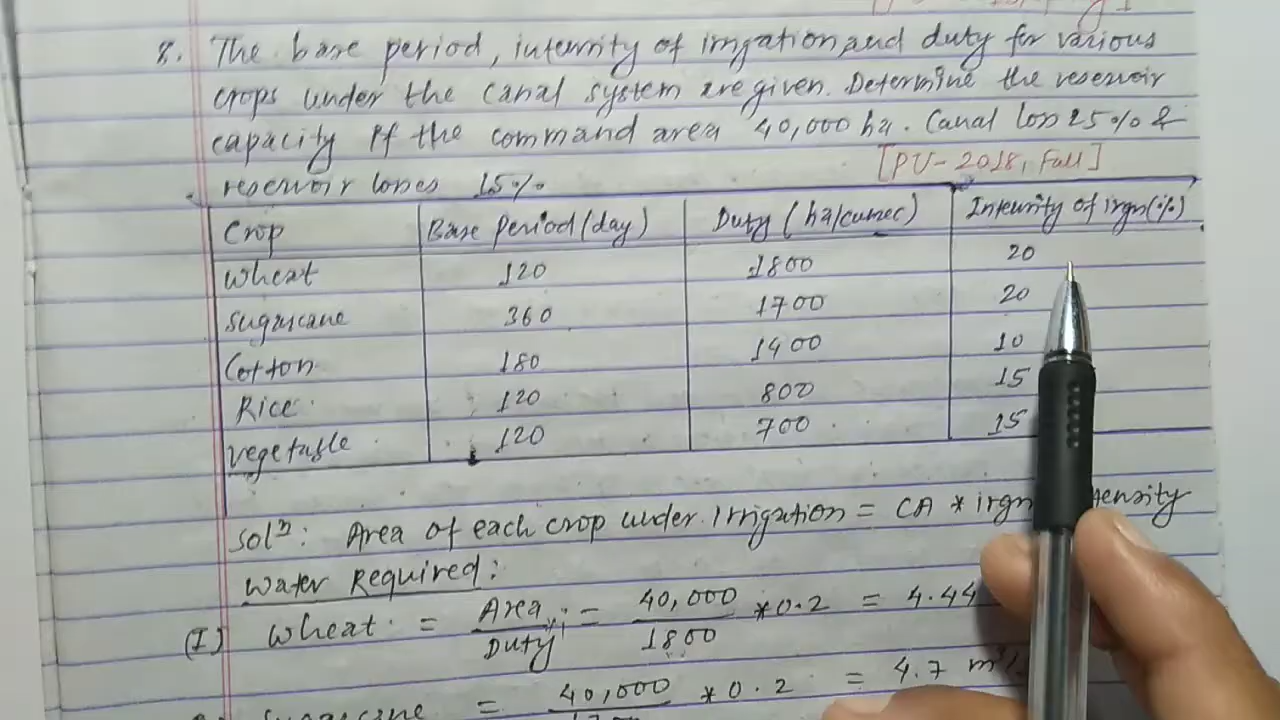 8. The base period, intensity of irrigation and duty for various
crops under the canal system are given. Determine the reservoir
capacity if the command area 40,000 ha. Canal loss 25% &
reservoir losses 15% [PU-2018, Fall]
Crop Base Period (day) Duty (ha/cumec) Intensity of irgn(%)
Wheat 120 1800 20
Sugarcane 360 1700 20
Cotton 180 1400 10
Rice 120 800 15
Vegetable 120 700 15
Solⁿ: Area of each crop under irrigation = CA * irgn
Water Required:
(I) Wheat = Area / Duty = 40,000 / 1800 * 0.2 = 4.44
Sugarcane = 40,000 * 0.2 = 4.7